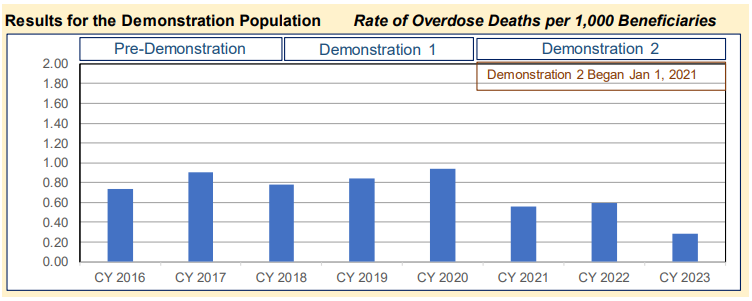 Results for the Demonstration Population Rate of Overdose Deaths per 1,000 Beneficiaries
Pre-Demonstration Demonstration 1 Demonstration 2
Demonstration 2 Began Jan 1, 2021
2.00
1.80
1.60
1.40
1.20
1.00
0.80
0.60
0.40
0.20
0.00
CY 2016 CY 2017 CY 2018 CY 2019 CY 2020 CY 2021 CY 2022 CY 2023